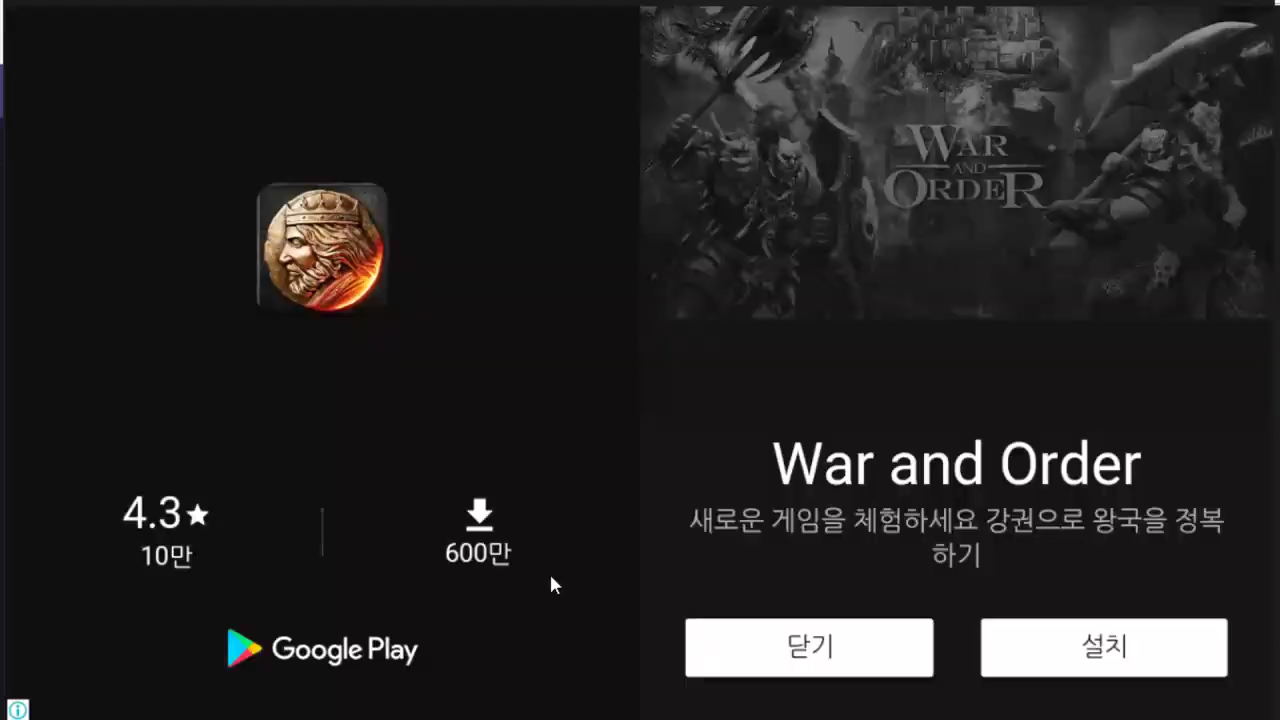 WAR
AND
ORDER
4.3★
10만
600만
Google Play
War and Order
새로운 게임을 체험하세요 강권으로 왕국을 정복
하기
닫기
설치